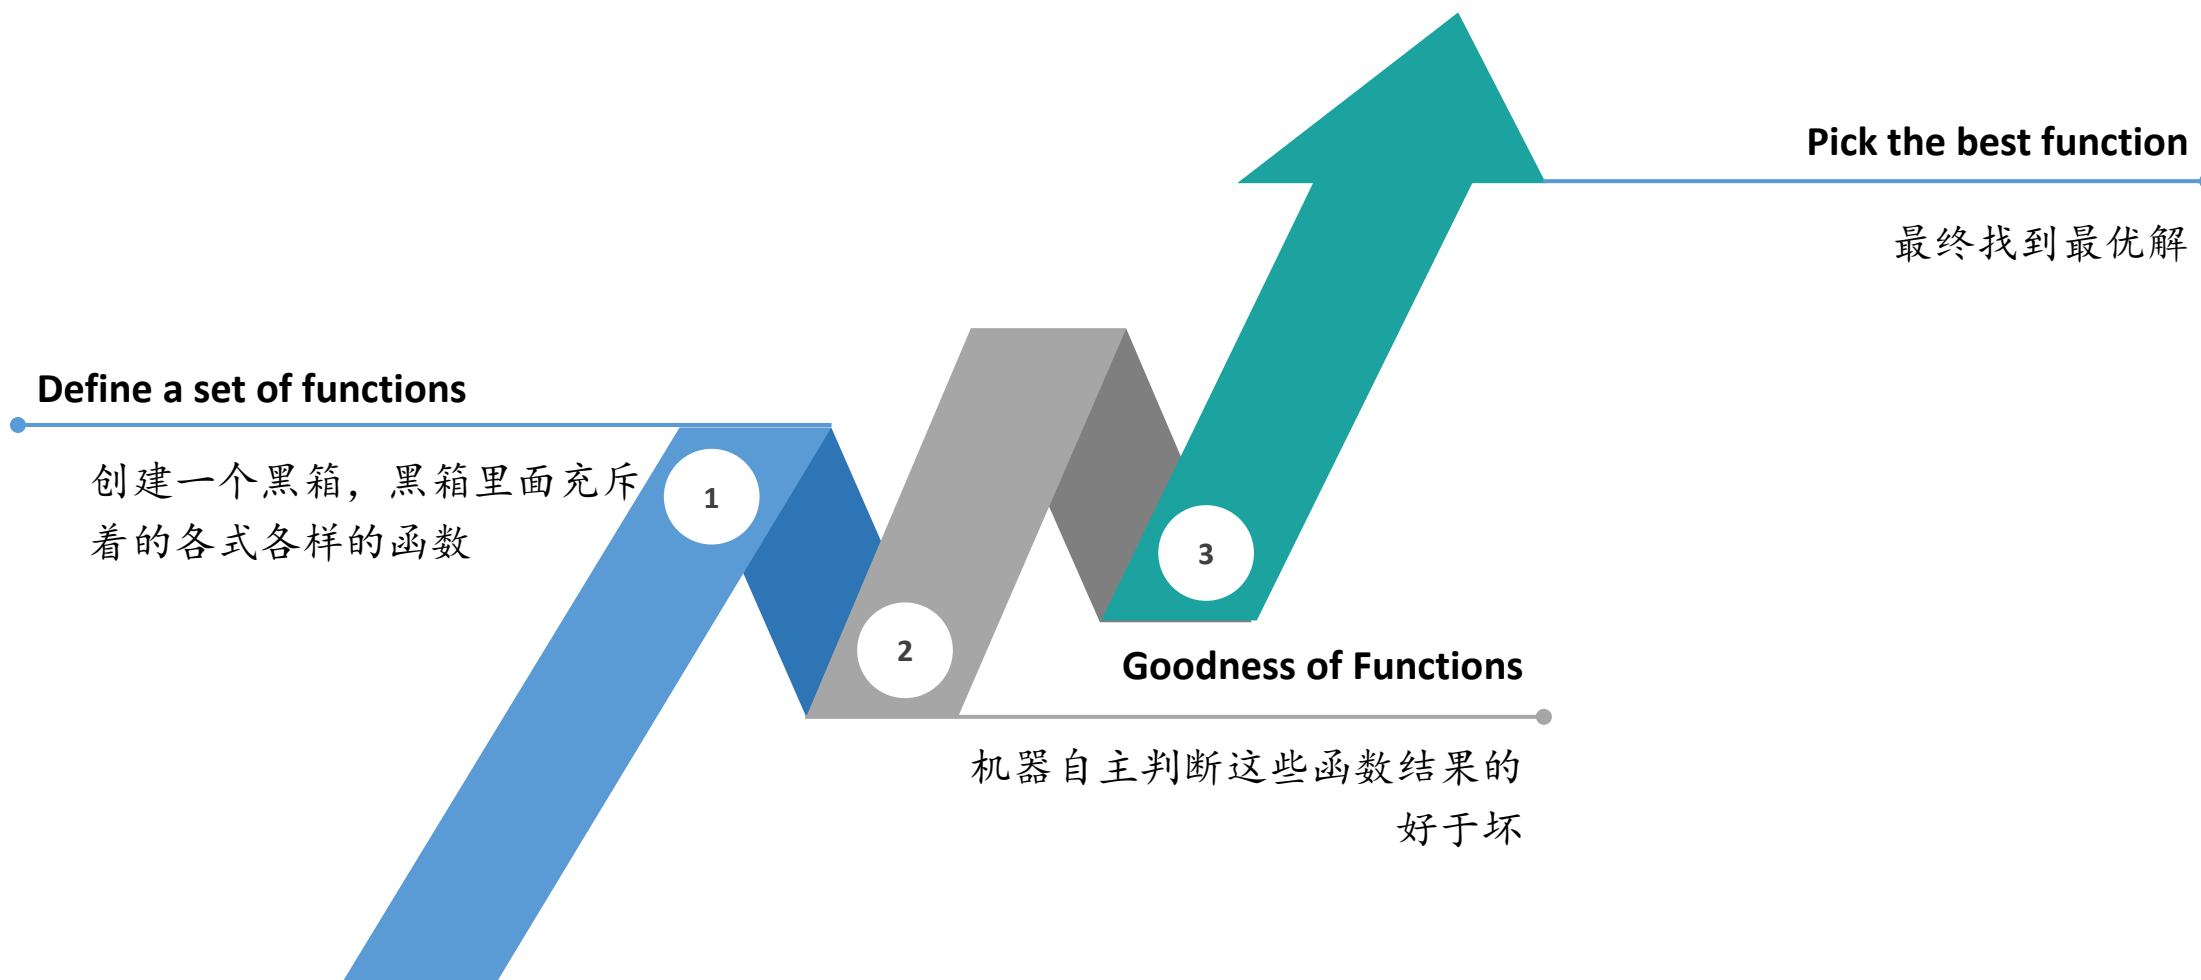 Define a set of functions
创建一个黑箱，黑箱里面充斥
着的各式各样的函数
1
2
Goodness of Functions
机器自主判断这些函数结果的
好于坏
3
Pick the best function
最终找到最优解